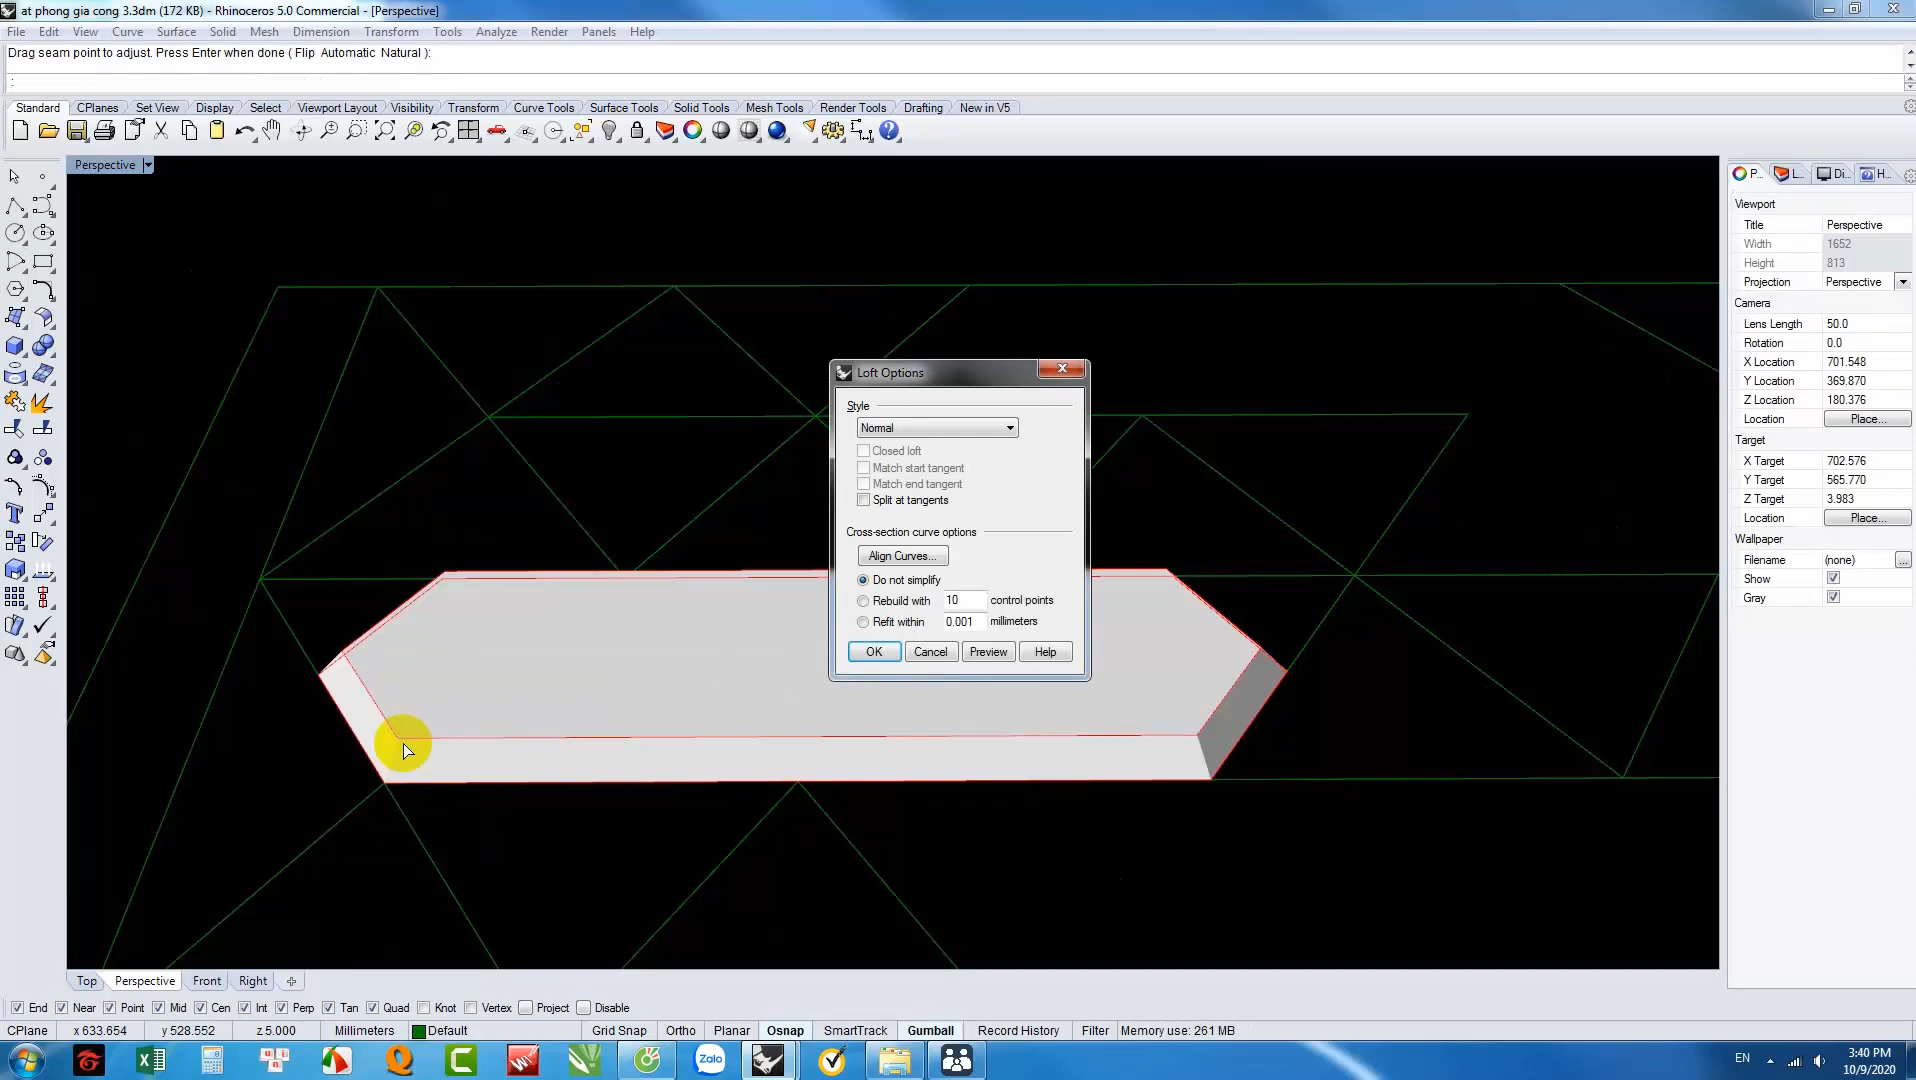 at phong gia cong 3.3dm (172 KB) - Rhinoceros 5.0 Commercial - [Perspective]
File Edit View Curve Surface Solid Mesh Dimension Transform Tools Analyze Render Panels Help
Drag seam point to adjust. Press Enter when done ( Flip Automatic Natural ):
:
Standard CPlanes Set View Display Select Viewport Layout Visibility Transform Curve Tools Surface Tools Solid Tools Mesh Tools Render Tools Drafting New in V5
Perspective
P... L... Di... H...
Viewport
Title Perspective
Width 1652
Height 813
Projection Perspective
Camera
Lens Length 50.0
Rotation 0.0
X Location 701.548
Y Location 369.870
Z Location 180.376
Location Place...
Target
X Target 702.576
Y Target 565.770
Z Target 3.983
Location Place...
Wallpaper
Filename (none) ...
Show
Gray
Loft Options
Style
Normal
Closed loft
Match start tangent
Match end tangent
Split at tangents
Cross-section curve options
Align Curves...
Do not simplify
Rebuild with 10 control points
Refit within 0.001 millimeters
OK Cancel Preview Help
Top Perspective Front Right
End Near Point Mid Cen Int Perp Tan Quad Knot Vertex Project Disable
CPlane x 633.654 y 528.552 z 5.000 Millimeters Default Grid Snap Ortho Planar Osnap SmartTrack Gumball Record History Filter Memory use: 261 MB
Zalo
EN
3:40 PM
10/9/2020